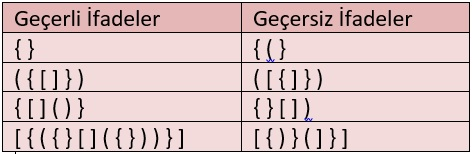 Geçerli İfadeler Geçersiz İfadeler
{ } { ( }
( { [ ] } ) ( [ { ] } )
{ [ ] ( ) } { } [ ] )
[ { ( { } [ ] ( { } ) ) } ] [ { ) } ( ] } ]